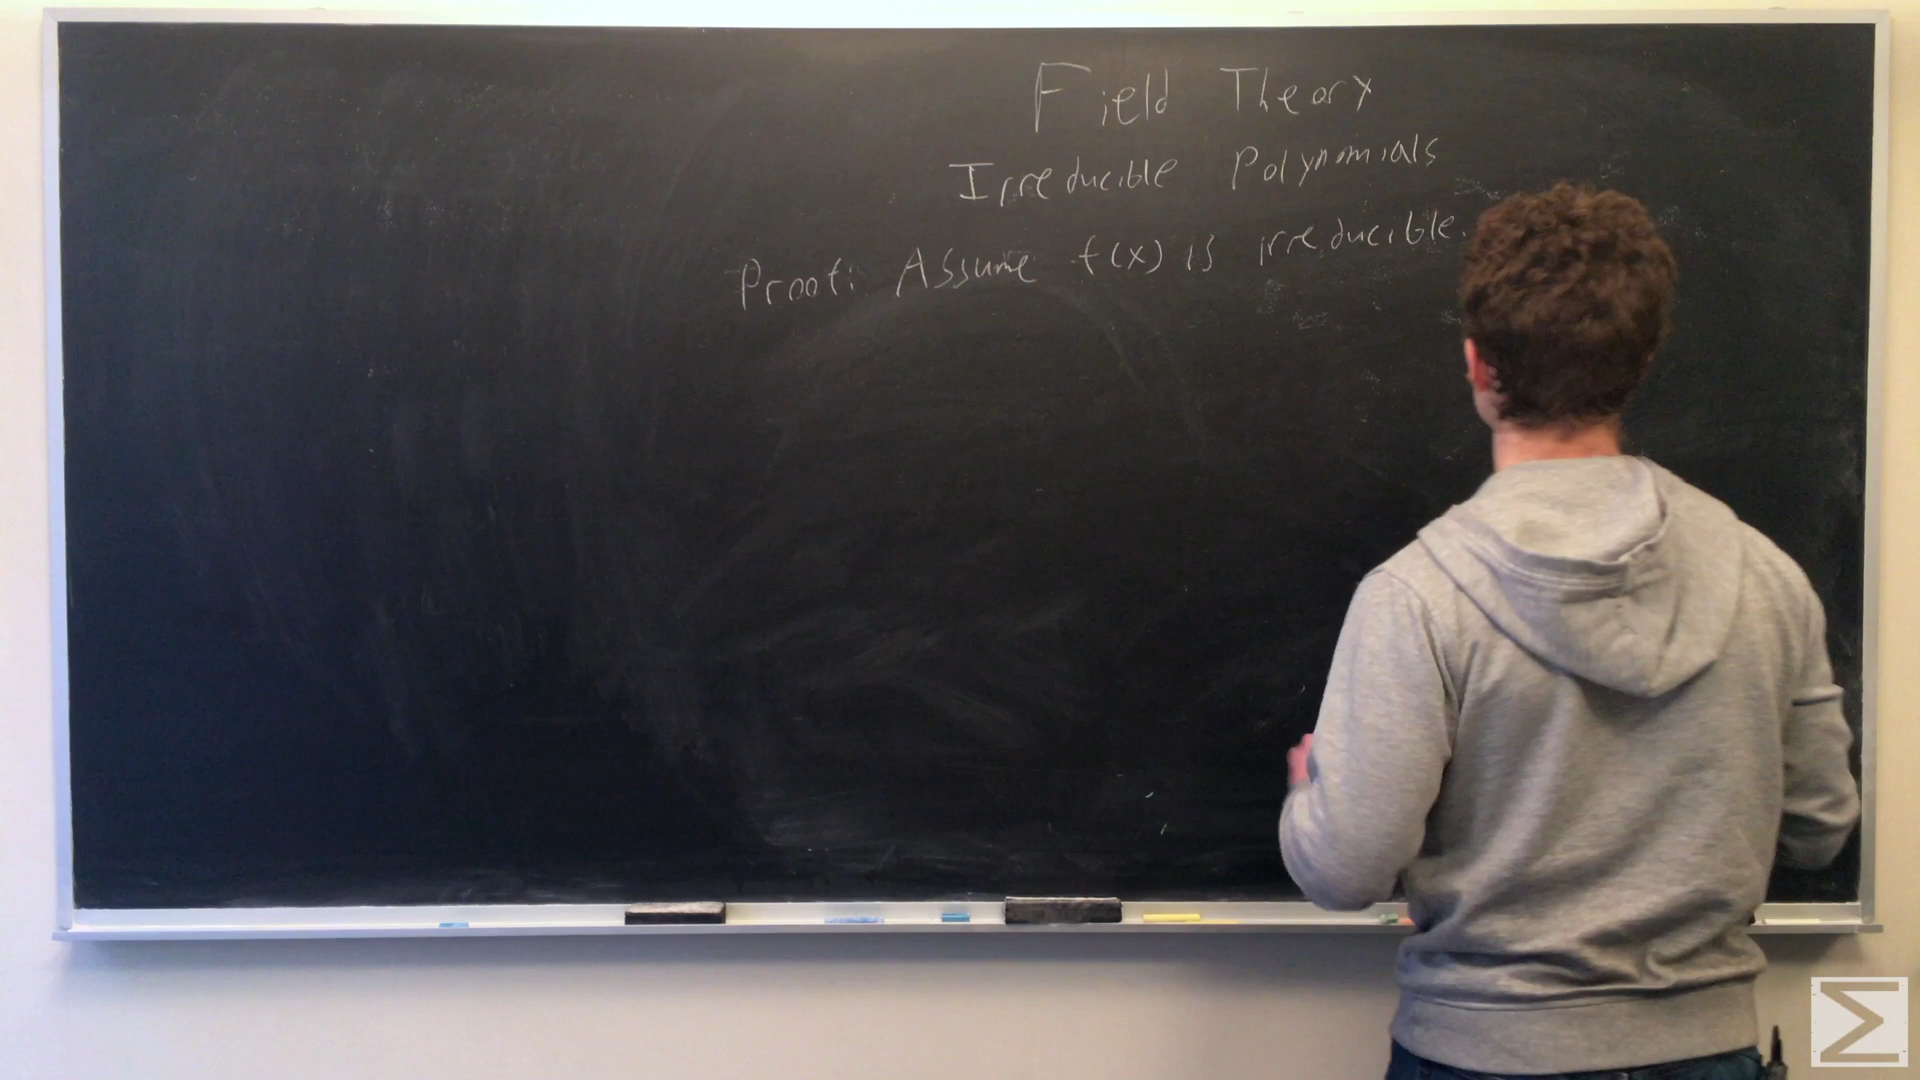 Field Theory
Irreducible Polynomials
Proof: Assume f(x) is irreducible.